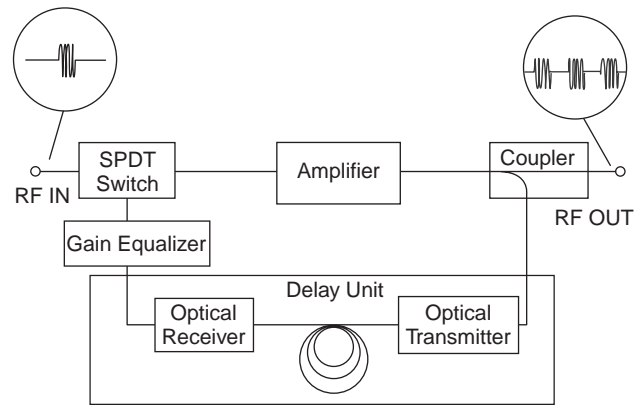 SPDT
Switch
Amplifier
Coupler
RF IN
RF OUT
Gain Equalizer
Delay Unit
Optical
Receiver
Optical
Transmitter